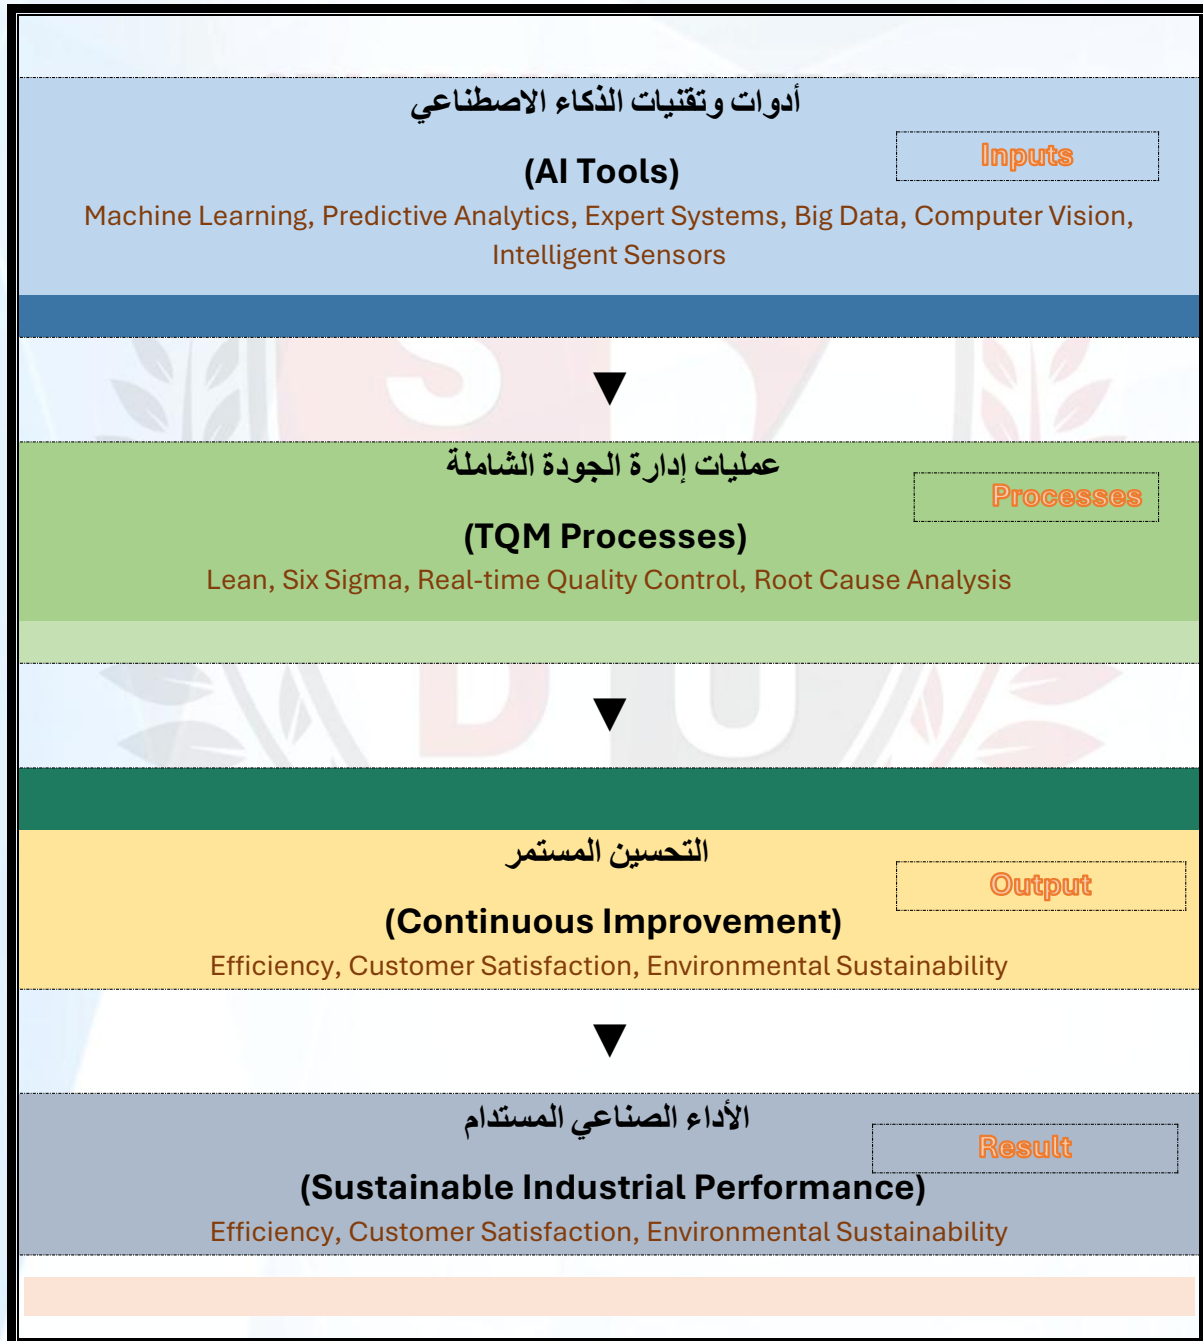 أدوات وتقنيات الذكاء الاصطناعي
Inputs
(AI Tools)
Machine Learning, Predictive Analytics, Expert Systems, Big Data, Computer Vision,
Intelligent Sensors
S
عمليات إدارة الجودة الشاملة
Processes
(TQM Processes)
Lean, Six Sigma, Real-time Quality Control, Root Cause Analysis
D U
التحسين المستمر
Output
(Continuous Improvement)
Efficiency, Customer Satisfaction, Environmental Sustainability
الأداء الصناعي المستدام
Result
(Sustainable Industrial Performance)
Efficiency, Customer Satisfaction, Environmental Sustainability